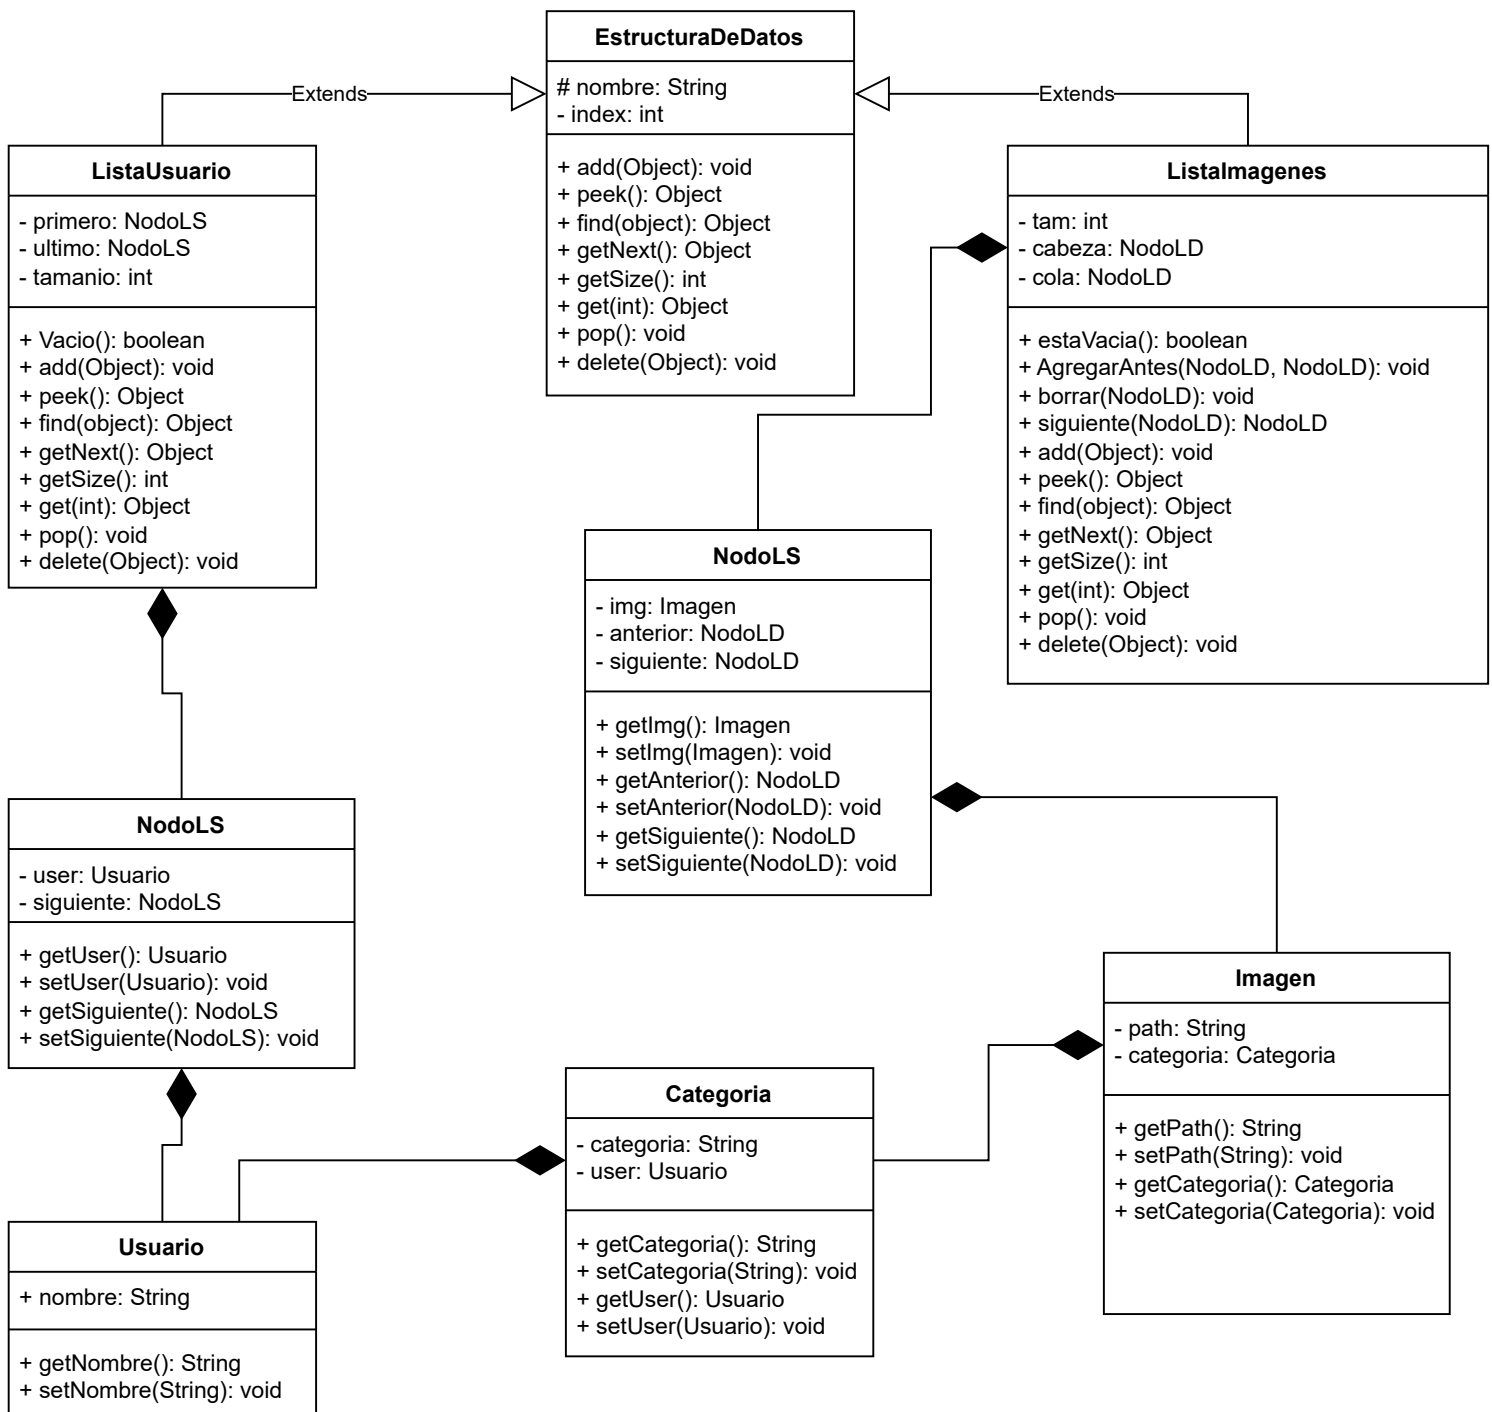 EstructuraDeDatos
# nombre: String
- index: int
+ add(Object): void
+ peek(): Object
+ find(object): Object
+ getNext(): Object
+ getSize(): int
+ get(int): Object
+ pop(): void
+ delete(Object): void
Extends
Extends
ListaUsuario
- primero: NodoLS
- ultimo: NodoLS
- tamanio: int
+ Vacio(): boolean
+ add(Object): void
+ peek(): Object
+ find(object): Object
+ getNext(): Object
+ getSize(): int
+ get(int): Object
+ pop(): void
+ delete(Object): void
ListaImagenes
- tam: int
- cabeza: NodoLD
- cola: NodoLD
+ estaVacia(): boolean
+ AgregarAntes(NodoLD, NodoLD): void
+ borrar(NodoLD): void
+ siguiente(NodoLD): NodoLD
+ add(Object): void
+ peek(): Object
+ find(object): Object
+ getNext(): Object
+ getSize(): int
+ get(int): Object
+ pop(): void
+ delete(Object): void
NodoLS
- img: Imagen
- anterior: NodoLD
- siguiente: NodoLD
+ getImg(): Imagen
+ setImg(Imagen): void
+ getAnterior(): NodoLD
+ setAnterior(NodoLD): void
+ getSiguiente(): NodoLD
+ setSiguiente(NodoLD): void
NodoLS
- user: Usuario
- siguiente: NodoLS
+ getUser(): Usuario
+ setUser(Usuario): void
+ getSiguiente(): NodoLS
+ setSiguiente(NodoLS): void
Imagen
- path: String
- categoria: Categoria
+ getPath(): String
+ setPath(String): void
+ getCategoria(): Categoria
+ setCategoria(Categoria): void
Categoria
- categoria: String
- user: Usuario
+ getCategoria(): String
+ setCategoria(String): void
+ getUser(): Usuario
+ setUser(Usuario): void
Usuario
+ nombre: String
+ getNombre(): String
+ setNombre(String): void